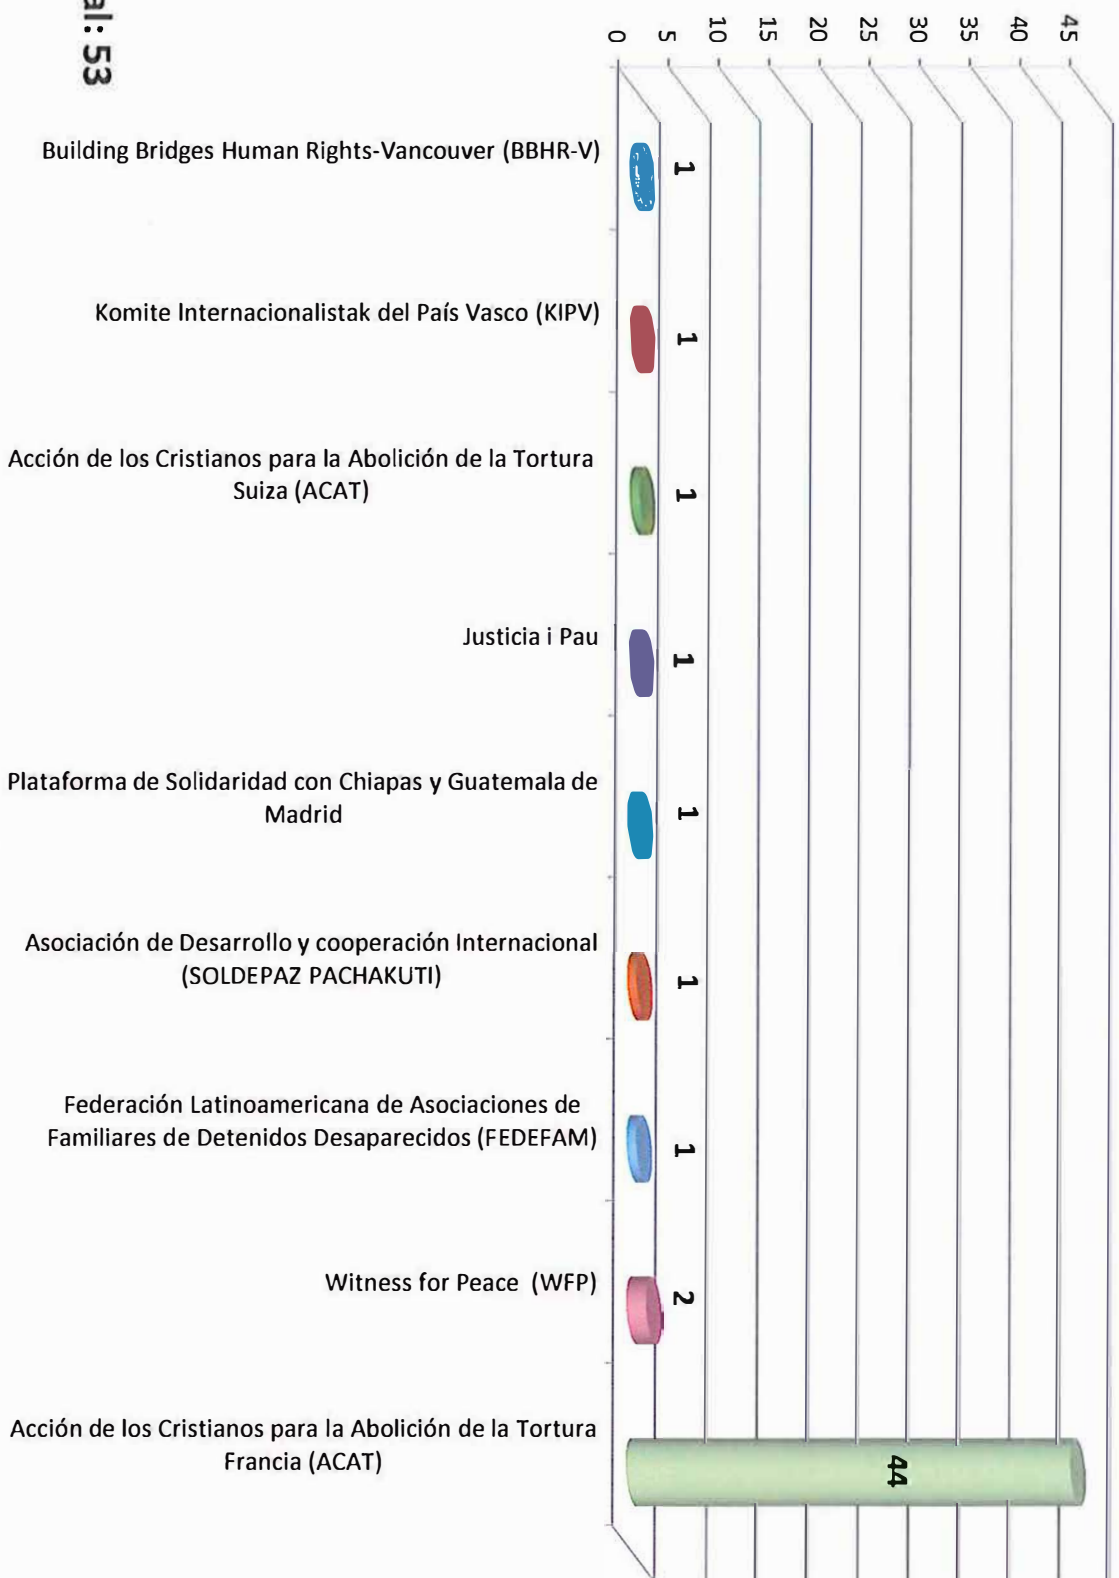 0
5
10
15
20
25
30
35
40
45
Building Bridges Human Rights-Vancouver (BBHR-V)
1
Komite Internacionalistak del País Vasco (KIPV)
1
Acción de los Cristianos para la Abolición de la Tortura
Suiza (ACAT)
1
Justicia i Pau
1
Plataforma de Solidaridad con Chiapas y Guatemala de
Madrid
1
Asociación de Desarrollo y cooperación Internacional
(SOLDEPAZ PACHAKUTI)
1
Federación Latinoamericana de Asociaciones de
Familiares de Detenidos Desaparecidos (FEDEFAM)
1
Witness for Peace (WFP)
2
Acción de los Cristianos para la Abolición de la Tortura
Francia (ACAT)
44
al: 53